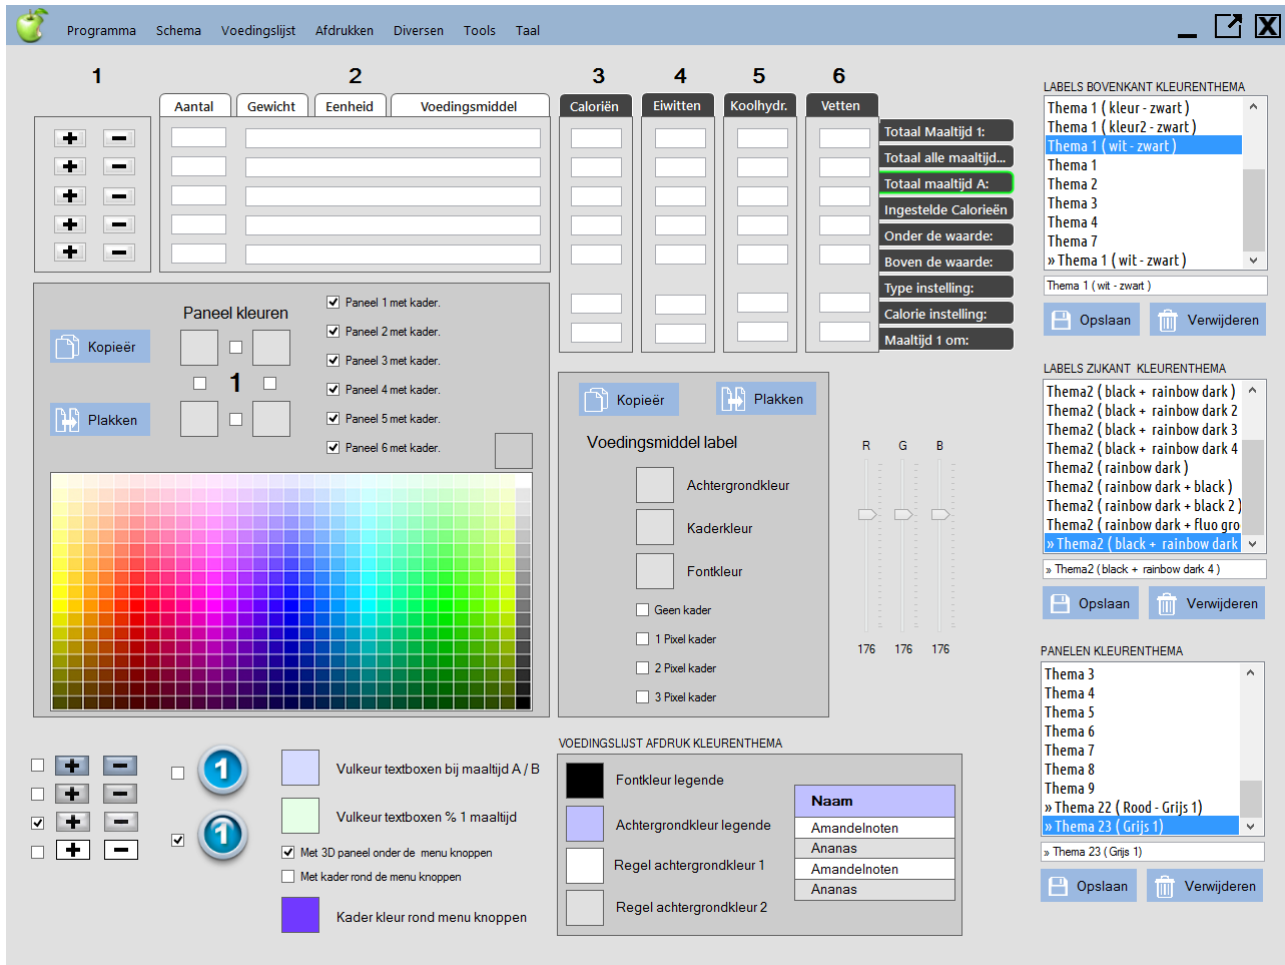 Programma Schema Voedingslijst Afdrukken Diversen Tools Taal
1 2 3 4 5 6
Aantal Gewicht Eenheid Voedingsmiddel Caloriën Eiwitten Koolhydr. Vetten
Totaal Maaltijd 1:
Totaal alle maaltijd...
Totaal maaltijd A:
Ingestelde Calorieën
Onder de waarde:
Boven de waarde:
Type instelling:
Calorie instelling:
Maaltijd 1 om:
LABELS BOVENKANT KLEURENTHEMA
Thema 1 ( kleur - zwart )
Thema 1 ( kleur2 - zwart )
Thema 1 ( wit - zwart )
Thema 1
Thema 2
Thema 3
Thema 4
Thema 7
» Thema 1 ( wit - zwart )
Thema 1 ( wit - zwart )
Opslaan Verwijderen
Kopieër
Plakken
Paneel kleuren
1
Paneel 1 met kader.
Paneel 2 met kader.
Paneel 3 met kader.
Paneel 4 met kader.
Paneel 5 met kader.
Paneel 6 met kader.
Kopieër Plakken
Voedingsmiddel label
Achtergrondkleur
Kaderkleur
Fontkleur
Geen kader
1 Pixel kader
2 Pixel kader
3 Pixel kader
R G B
176 176 176
LABELS ZIJKANT KLEURENTHEMA
Thema2 ( black + rainbow dark )
Thema2 ( black + rainbow dark 2
Thema2 ( black + rainbow dark 3
Thema2 ( black + rainbow dark 4
Thema2 ( rainbow dark )
Thema2 ( rainbow dark + black )
Thema2 ( rainbow dark + black 2 )
Thema2 ( rainbow dark + fluo gro
» Thema2 ( black + rainbow dark
» Thema2 ( black + rainbow dark 4 )
Opslaan Verwijderen
PANELEN KLEURENTHEMA
Thema 3
Thema 4
Thema 5
Thema 6
Thema 7
Thema 8
Thema 9
» Thema 22 ( Rood - Grijs 1)
» Thema 23 ( Grijs 1)
» Thema 23 ( Grijs 1)
Opslaan Verwijderen
1
1
Vulkeur textboxen bij maaltijd A / B
Vulkeur textboxen % 1 maaltijd
Met 3D paneel onder de menu knoppen
Met kader rond de menu knoppen
Kader kleur rond menu knoppen
VOEDINGSLIJST AFDRUK KLEURENTHEMA
Fontkleur legende
Achtergrondkleur legende
Regel achtergrondkleur 1
Regel achtergrondkleur 2
Naam
Amandelnoten
Ananas
Amandelnoten
Ananas